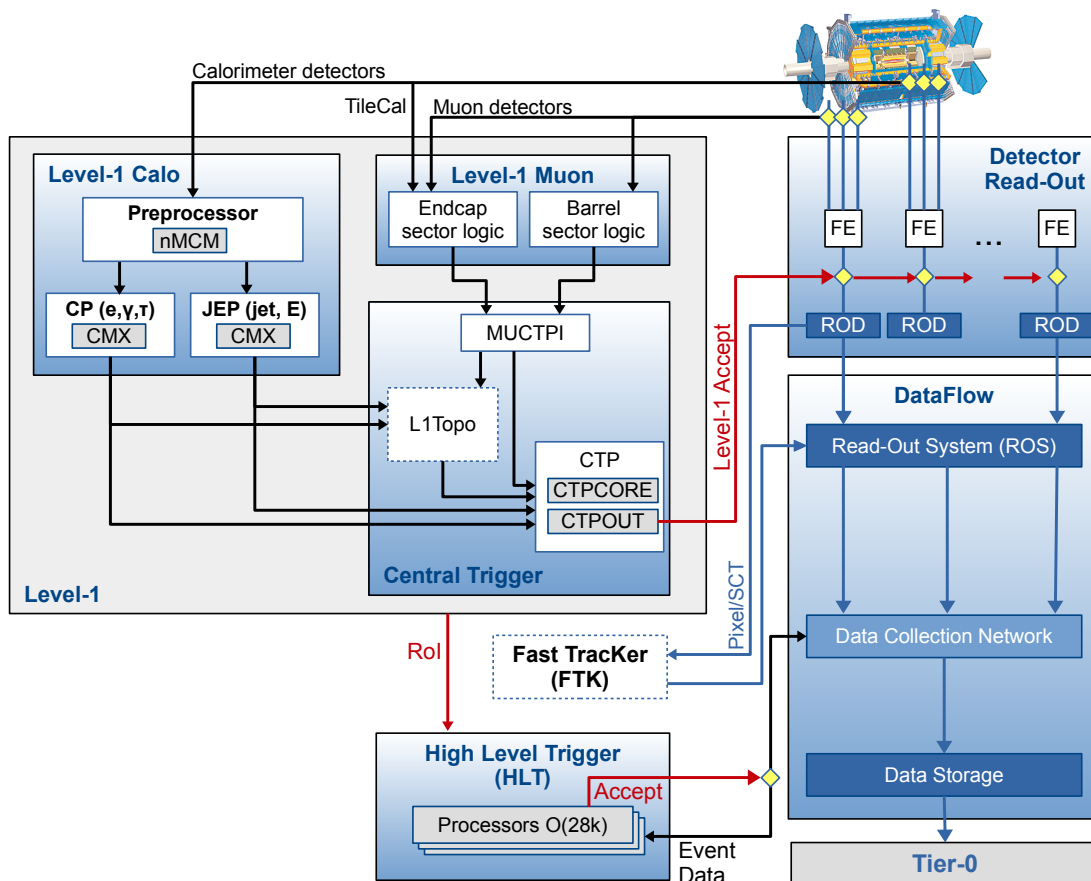 Calorimeter detectors
TileCal
Muon detectors
Detector
Read-Out
Level-1 Calo
Preprocessor
nMCM
CP (e,γ,τ)
CMX
JEP (jet, E)
CMX
Level-1 Muon
Endcap
sector logic
Barrel
sector logic
MUCTPI
L1Topo
CTP
CTPCORE
CTPOUT
Central Trigger
Level-1
Level-1 Accept
FE
FE
...
FE
ROD
ROD
ROD
DataFlow
Read-Out System (ROS)
Pixel/SCT
Data Collection Network
RoI
Fast TracKer
(FTK)
High Level Trigger
(HLT)
Accept
Processors O(28k)
Event
Data
Data Storage
Tier-0